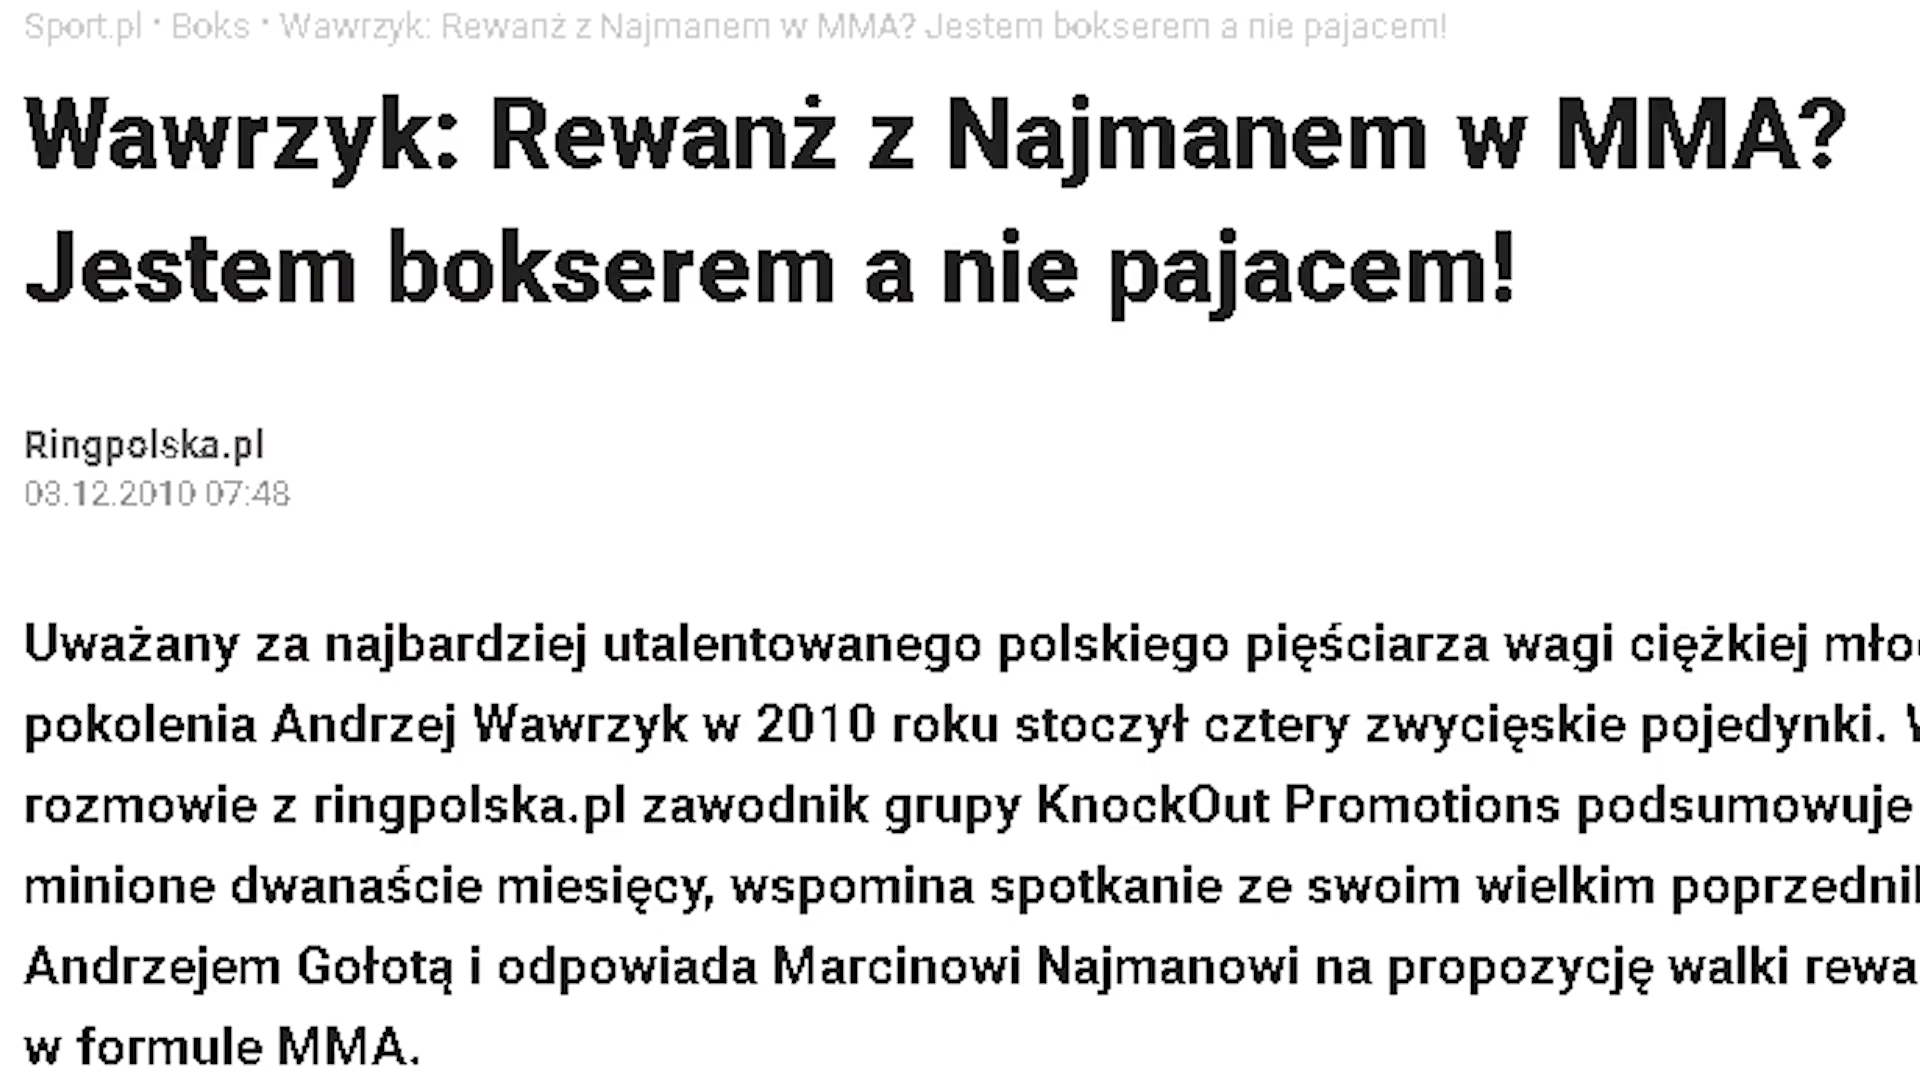 Sport.pl • Boks • Wawrzyk: Rewanż z Najmanem w MMA? Jestem bokserem a nie pajacem!
Wawrzyk: Rewanż z Najmanem w MMA?
Jestem bokserem a nie pajacem!
Ringpolska.pl
03.12.2010 07:48
Uważany za najbardziej utalentowanego polskiego pięściarza wagi ciężkiej
pokolenia Andrzej Wawrzyk w 2010 roku stoczył cztery zwycięskie pojedynki.
rozmowie z ringpolska.pl zawodnik grupy KnockOut Promotions podsumowuje
minione dwanaście miesięcy, wspomina spotkanie ze swoim wielkim
Andrzejem Gołotą i odpowiada Marcinowi Najmanowi na propozycję walki
w formule MMA.